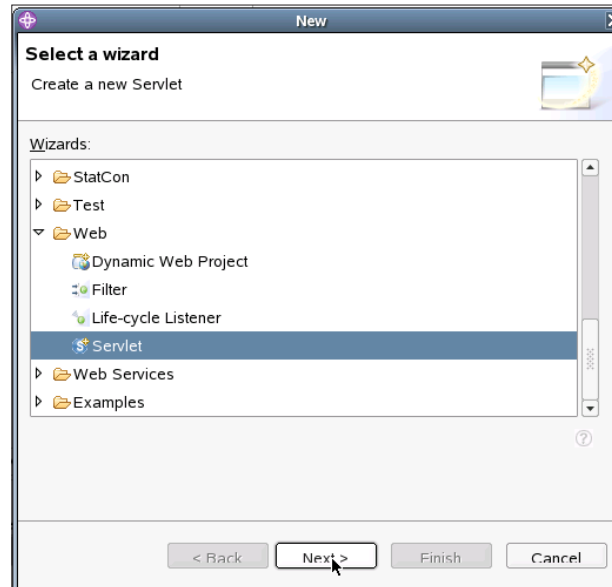 New
Select a wizard
Create a new Servlet
Wizards:
StatCon
Test
Web
Dynamic Web Project
Filter
Life-cycle Listener
Servlet
Web Services
Examples
< Back Next > Finish Cancel